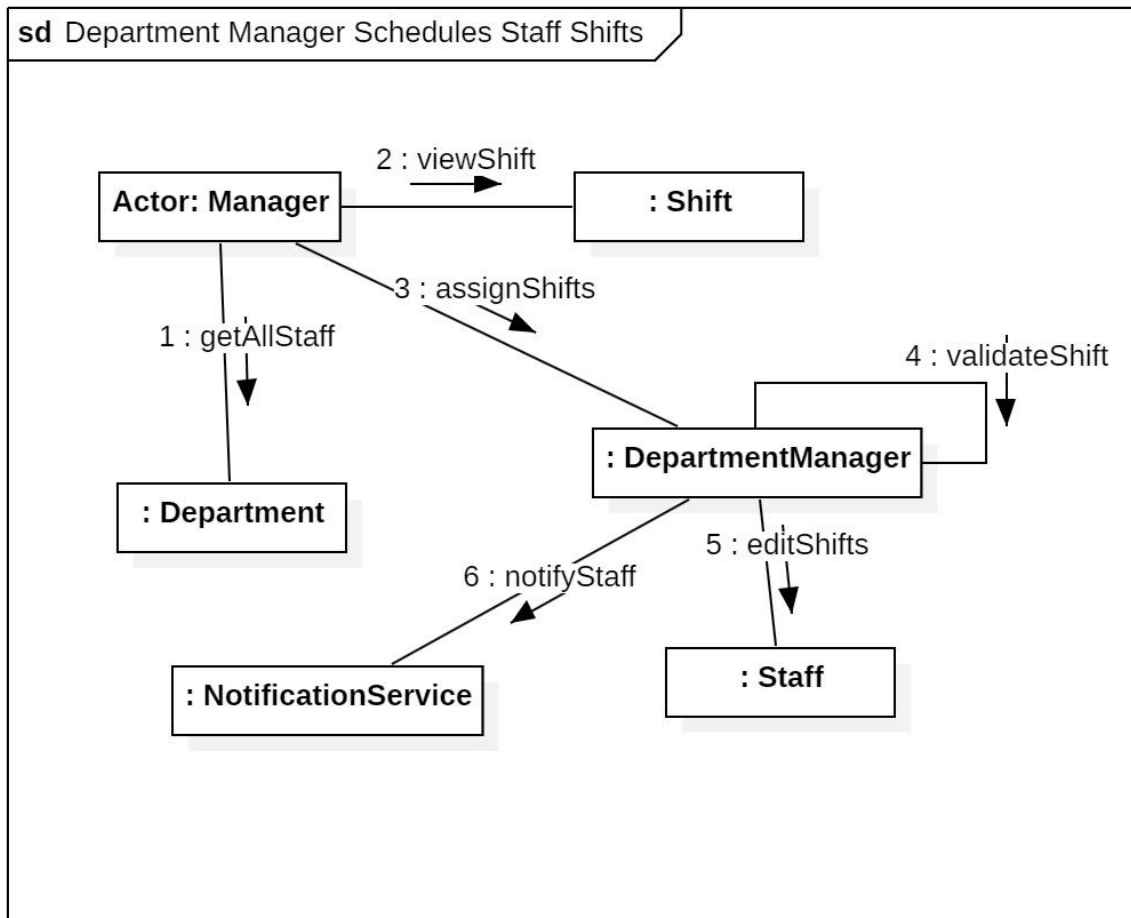 sd Department Manager Schedules Staff Shifts
2 : viewShift
Actor: Manager
: Shift
3 : assignShifts
1 : getAllStaff
4 : validateShift
: DepartmentManager
: Department
5 : editShifts
6 : notifyStaff
: Staff
: NotificationService